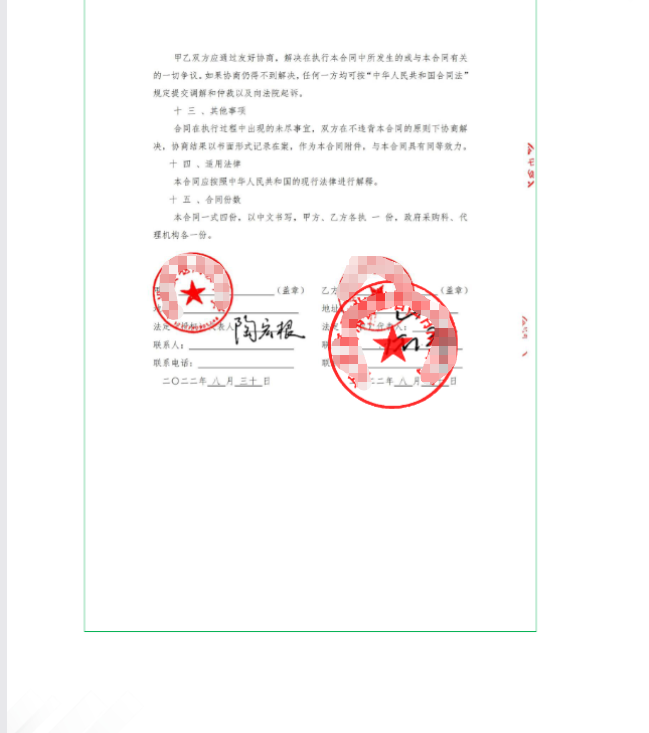 甲乙双方应通过友好协商,解决在执行本合同中所发生的或与本合同有关
的一切争议,如果协商仍得不到解决,任何一方均可按“中华人民共和国合同法”
规定提交调解和仲裁以及向法院起诉。
十 三 、其他事项
合同在执行过程中出现的未尽事宜,双方在不违背本合同的原则下协商解
决,协商结果以书面形式记录在案,作为本合同附件,与本合同具有同等效力。
十 四 、适用法律
本合同应按照中华人民共和国的现行法律进行解释。
十 五 、合同份数
本合同一式四份,以中文书写,甲方、乙方各执 一 份,政府采购科、代
理机构各一份。
(盖章) 乙方 (盖章)
地址
法定 代表人 陶宏根 法定 代表人:
联系人: 联
联系电话: 联
二〇二二年 八 月 三十 日 二二年 八 月 日